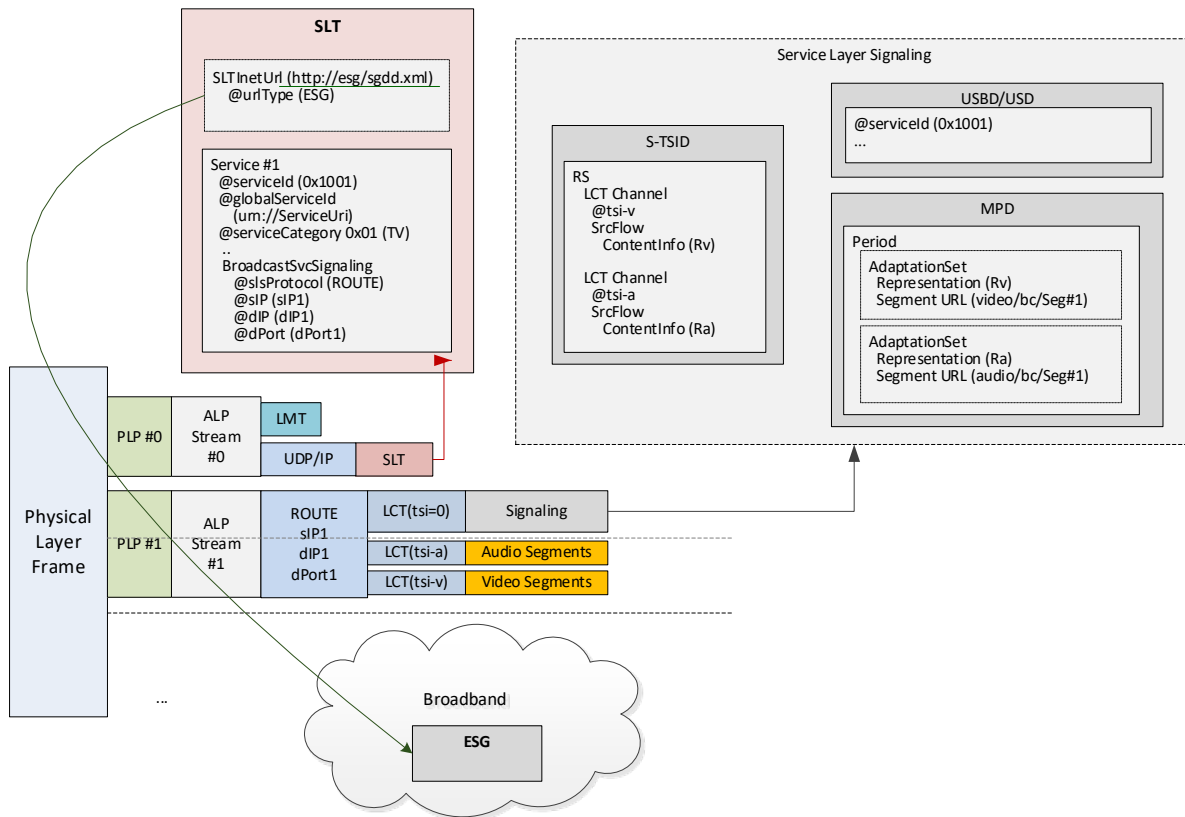 SLT
SLTInetUrl (http://esg/sgdd.xml)
@urlType (ESG)
Service #1
@serviceId (0x1001)
@globalServiceId
(urn://ServiceUri)
@serviceCategory 0x01 (TV)
..
BroadcastSvcSignaling
@slsProtocol (ROUTE)
@sIP (sIP1)
@dIP (dIP1)
@dPort (dPort1)
Service Layer Signaling
S-TSID
RS
LCT Channel
@tsi-v
SrcFlow
ContentInfo (Rv)
LCT Channel
@tsi-a
SrcFlow
ContentInfo (Ra)
USBD/USD
@serviceId (0x1001)
...
MPD
Period
AdaptationSet
Representation (Rv)
Segment URL (video/bc/Seg#1)
AdaptationSet
Representation (Ra)
Segment URL (audio/bc/Seg#1)
Physical
Layer
Frame
PLP #0
ALP
Stream
#0
LMT
UDP/IP
SLT
PLP #1
ALP
Stream
#1
ROUTE
sIP1
dIP1
dPort1
LCT(tsi=0)
Signaling
LCT(tsi-a)
Audio Segments
LCT(tsi-v)
Video Segments
...
Broadband
ESG